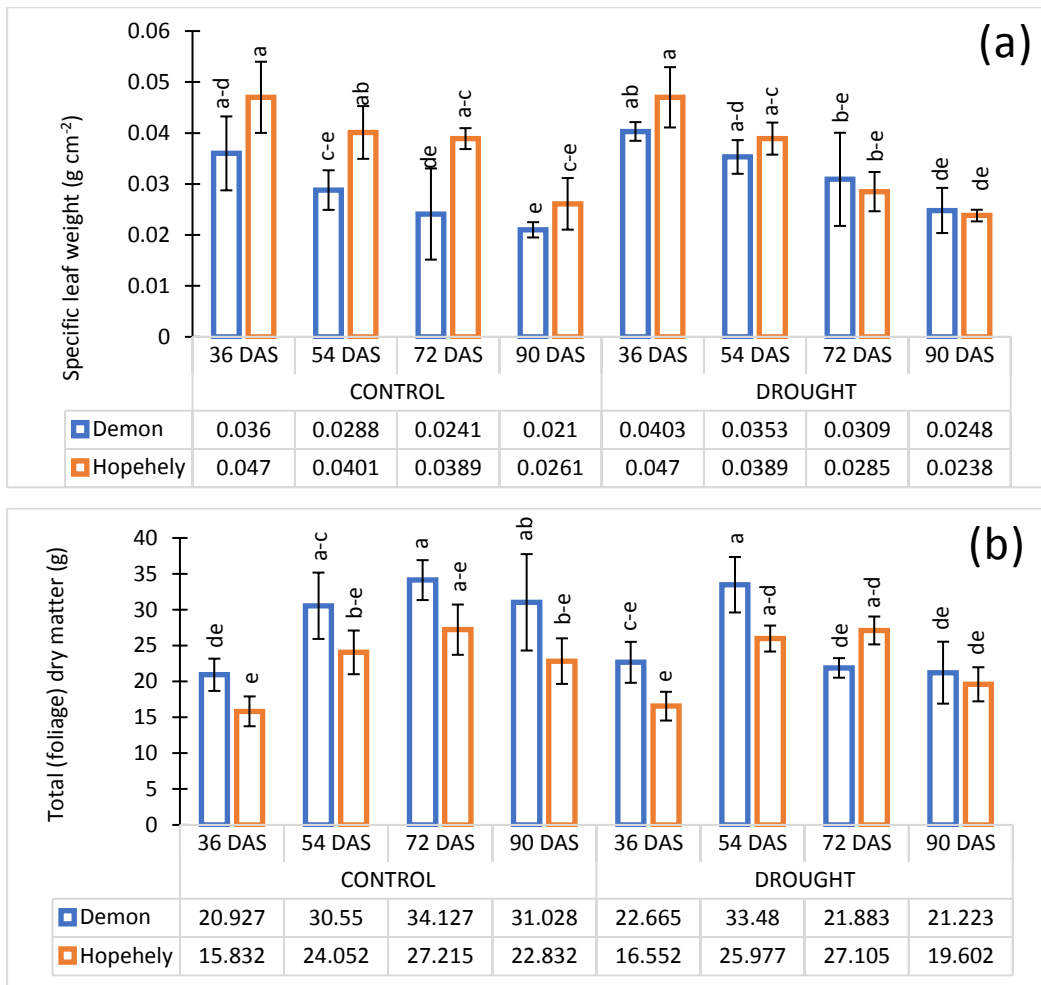 (a)
Specific leaf weight (g cm⁻²)
0.06
0.05
0.04
0.03
0.02
0.01
0
a-d a c-e ab de a-c e c-e ab a a-d a-c b-e b-e de de
36 DAS 54 DAS 72 DAS 90 DAS 36 DAS 54 DAS 72 DAS 90 DAS
CONTROL DROUGHT
Demon 0.036 0.0288 0.0241 0.021 0.0403 0.0353 0.0309 0.0248
Hopehely 0.047 0.0401 0.0389 0.0261 0.047 0.0389 0.0285 0.0238
(b)
Total (foliage) dry matter (g)
40
35
30
25
20
15
10
5
0
de e a-c b-e a a-e ab b-e c-e e a a-d de a-d de de
36 DAS 54 DAS 72 DAS 90 DAS 36 DAS 54 DAS 72 DAS 90 DAS
CONTROL DROUGHT
Demon 20.927 30.55 34.127 31.028 22.665 33.48 21.883 21.223
Hopehely 15.832 24.052 27.215 22.832 16.552 25.977 27.105 19.602